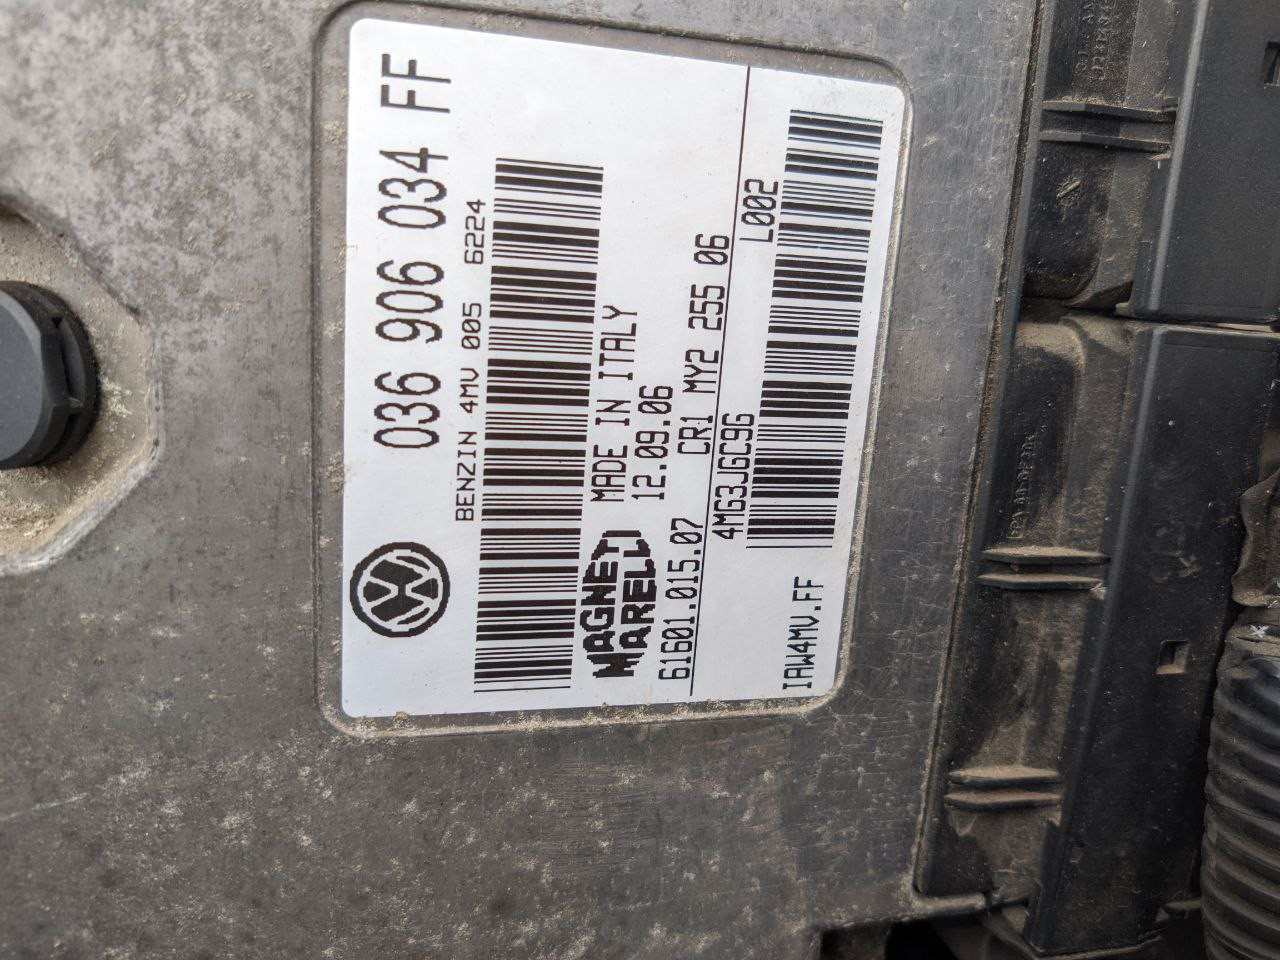 036 906 034 FF
BENZIN 4MV 005 6224
MAGNETI MARELLI
MADE IN ITALY
12.09.06
61601.015.07 CR1 MY2 255 06
4MG3JGC9G L002
IAW4MV.FF